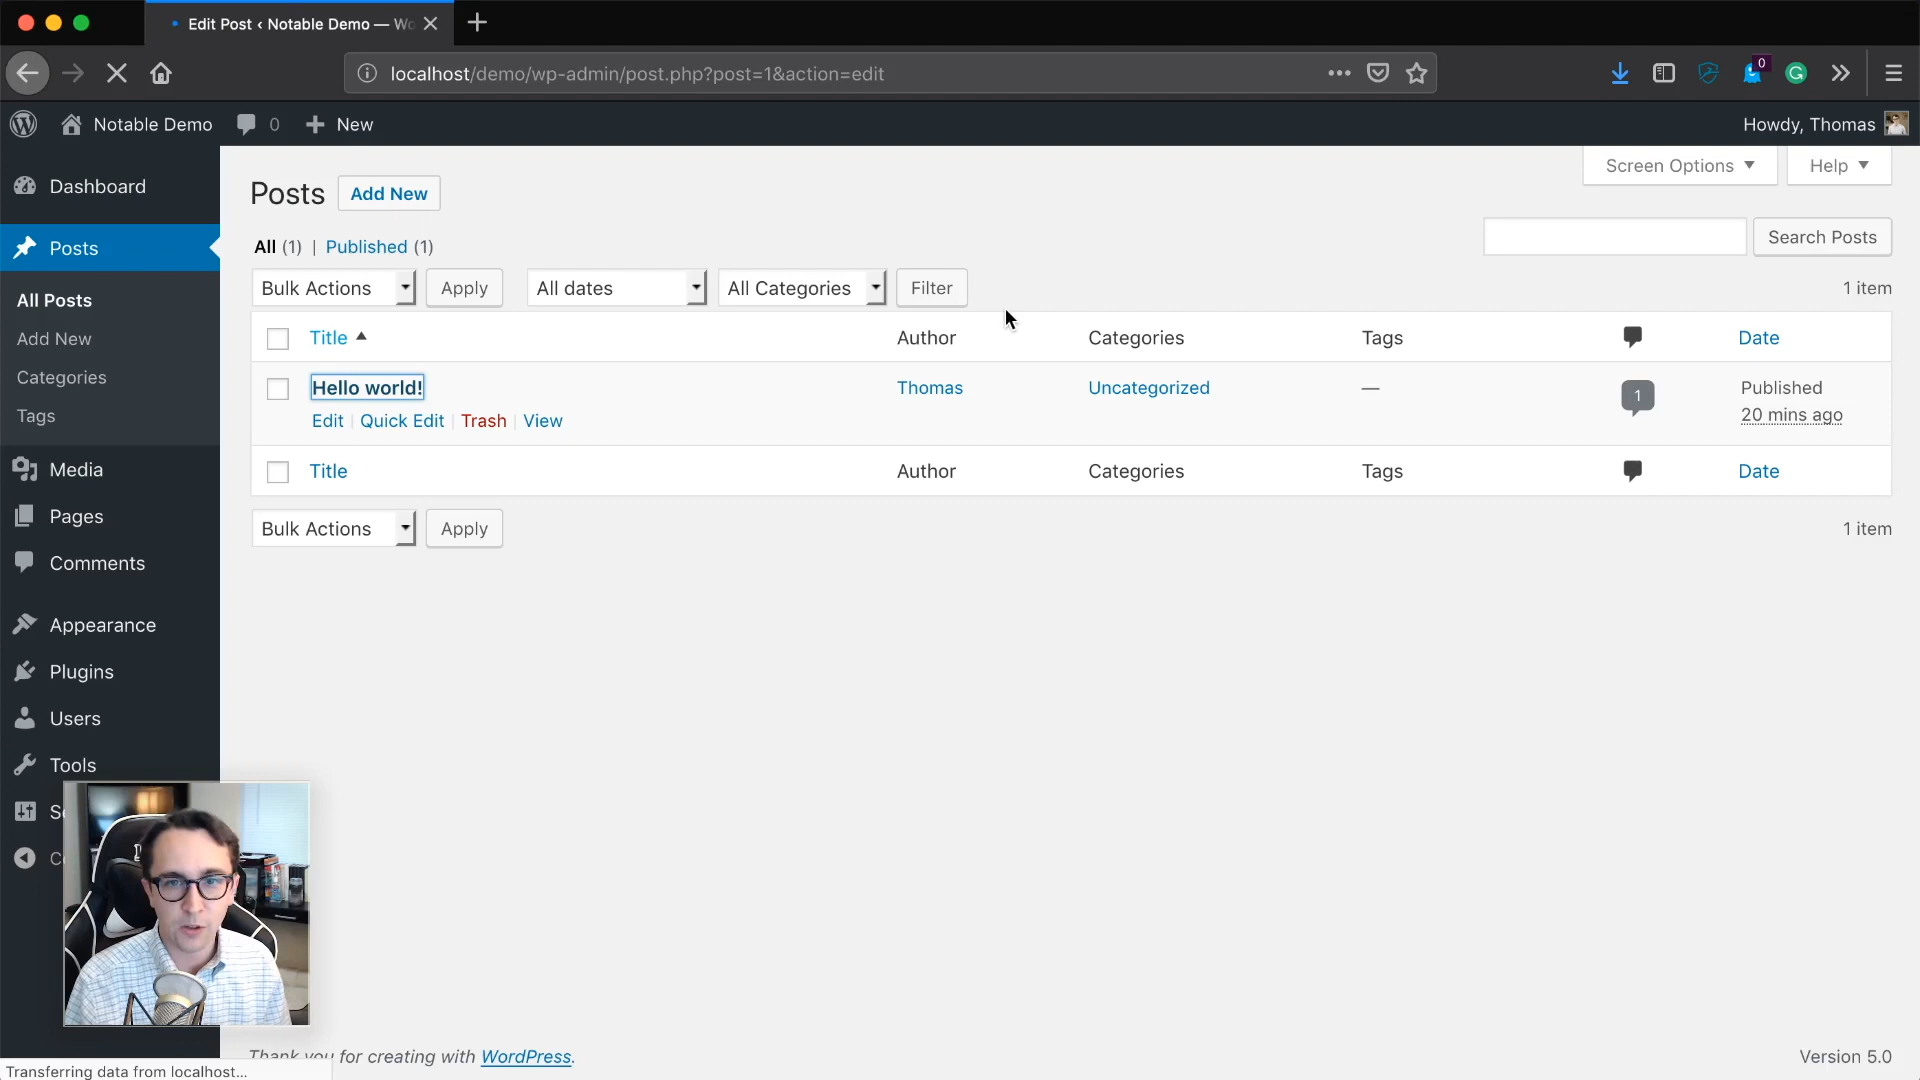 Edit Post ‹ Notable Demo — Wo
localhost/demo/wp-admin/post.php?post=1&action=edit
0
Notable Demo 0 New
Howdy, Thomas
Screen Options Help
Dashboard
Posts
All Posts
Add New
Categories
Tags
Media
Pages
Comments
Appearance
Plugins
Users
Tools
Posts Add New
All (1) | Published (1)
Search Posts
Bulk Actions Apply All dates All Categories Filter 1 item
Title Author Categories Tags Date
Hello world! Thomas Uncategorized — 1 Published
Edit | Quick Edit | Trash | View 20 mins ago
Title Author Categories Tags Date
Bulk Actions Apply 1 item
Thank you for creating with WordPress.
Version 5.0
Transferring data from localhost...